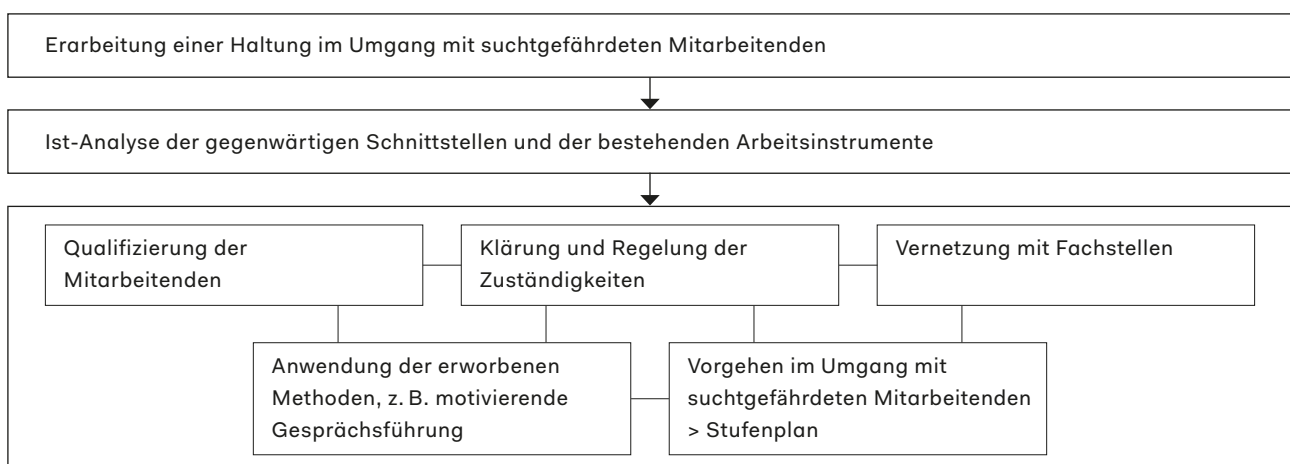 Erarbeitung einer Haltung im Umgang mit suchtgefährdeten Mitarbeitenden
Ist-Analyse der gegenwärtigen Schnittstellen und der bestehenden Arbeitsinstrumente
Qualifizierung der
Mitarbeitenden
Klärung und Regelung der
Zuständigkeiten
Vernetzung mit Fachstellen
Anwendung der erworbenen
Methoden, z. B. motivierende
Gesprächsführung
Vorgehen im Umgang mit
suchtgefährdeten Mitarbeitenden
> Stufenplan